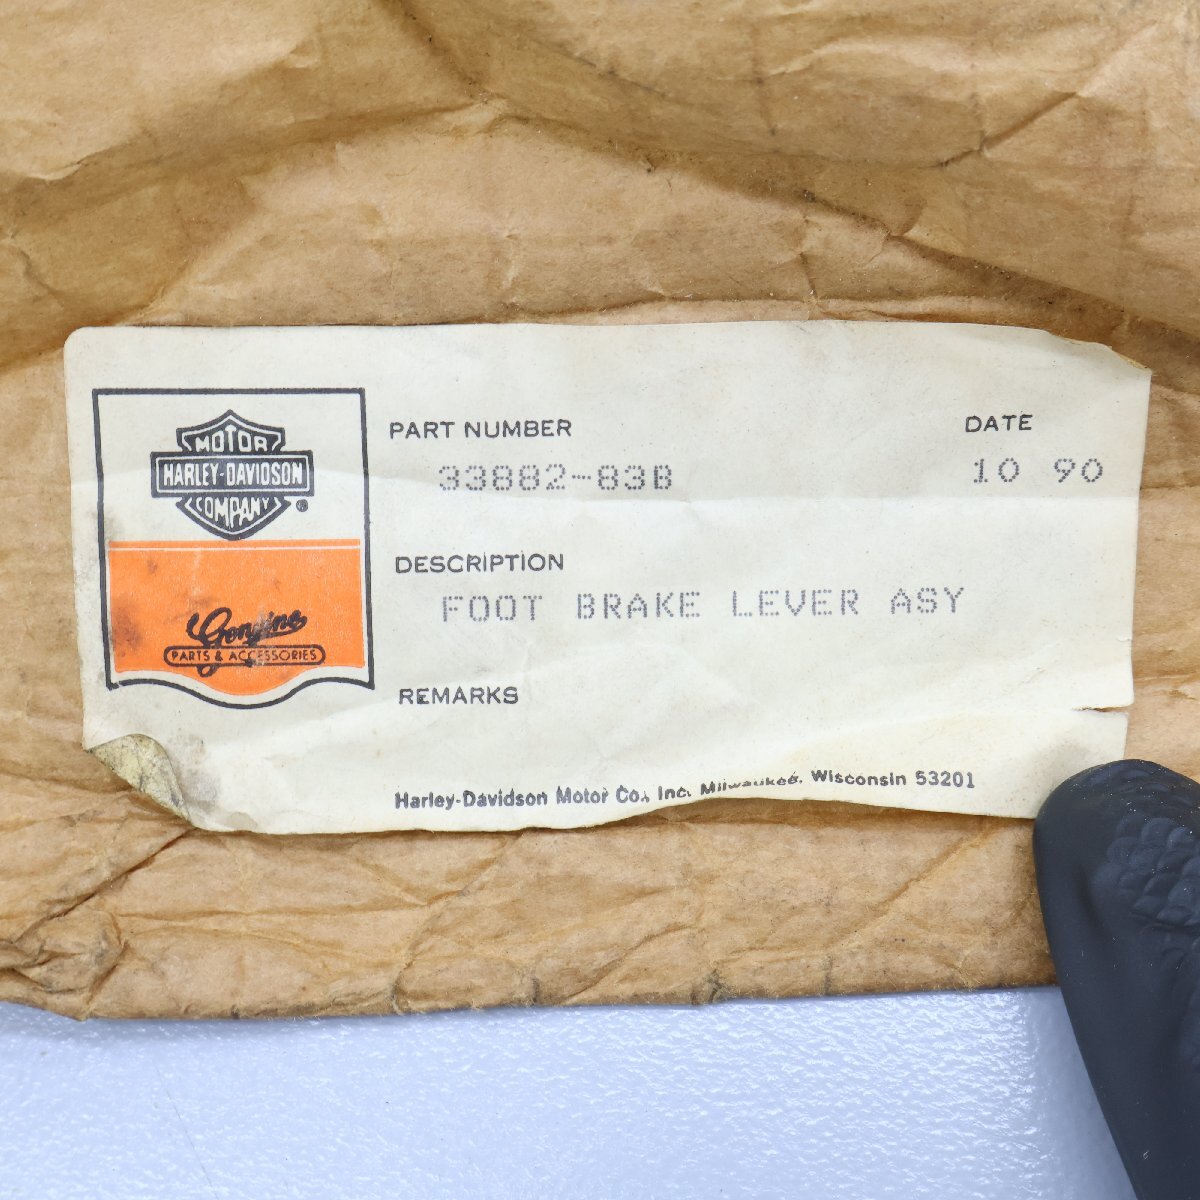 MOTOR
HARLEY-DAVIDSON
COMPANY ®
Genuine
PARTS & ACCESSORIES
PART NUMBER
33882-83B
DATE
10 90
DESCRIPTION
FOOT BRAKE LEVER ASY
REMARKS
Harley-Davidson Motor Co., Inc. Milwaukee, Wisconsin 53201